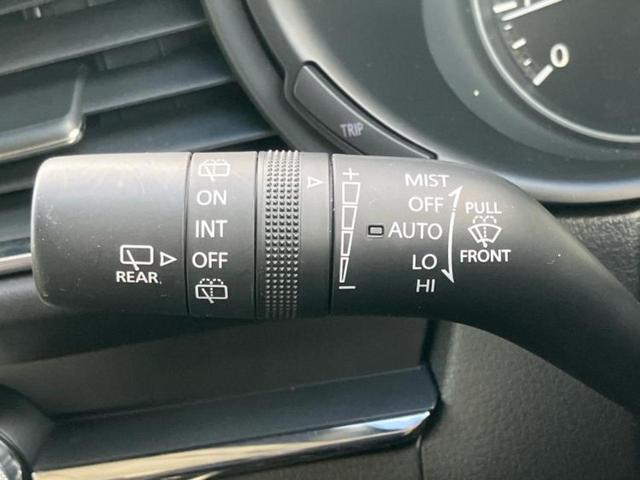 0
TRIP
ON
INT
OFF
REAR
+
−
MIST
OFF
AUTO
LO
HI
PULL
FRONT